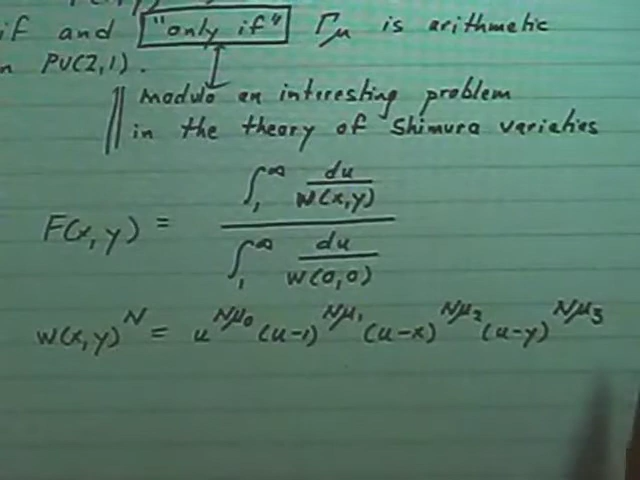 if and "only if" Γμ is arithmetic
in PU(2,1).
modulo an interesting problem
in the theory of Shimura varieties
F(x,y) = ∫₁^∞ du / w(x,y) / ∫₁^∞ du / w(0,0)
w(x,y)^N = u^{Nμ₀} (u-1)^{Nμ₁} (u-x)^{Nμ₂} (u-y)^{Nμ₃}